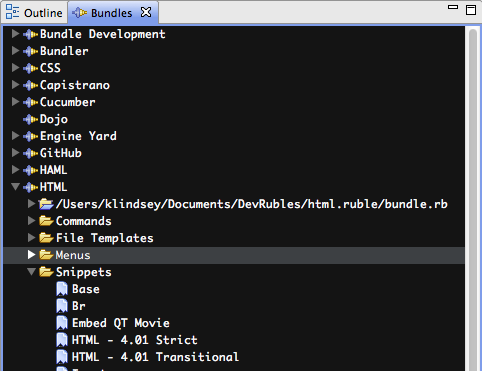 Outline Bundles
Bundle Development
Bundler
CSS
Capistrano
Cucumber
Dojo
Engine Yard
GitHub
HAML
HTML
/Users/klindsey/Documents/DevRubles/html.ruble/bundle.rb
Commands
File Templates
Menus
Snippets
Base
Br
Embed QT Movie
HTML - 4.01 Strict
HTML - 4.01 Transitional